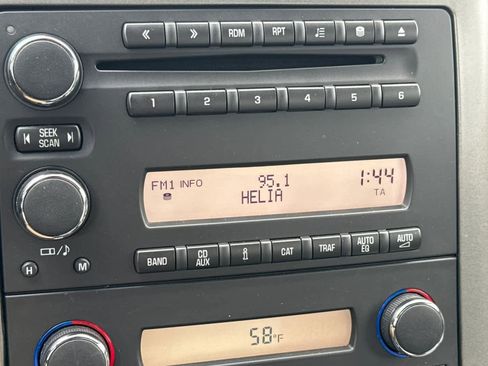 « » RDM RPT
1 2 3 4 5 6
SEEK
SCAN
FM1 INFO 95.1 1:44
HELIA TA
BAND CD AUX i CAT TRAF AUTO EQ AUTO
H M
58°F